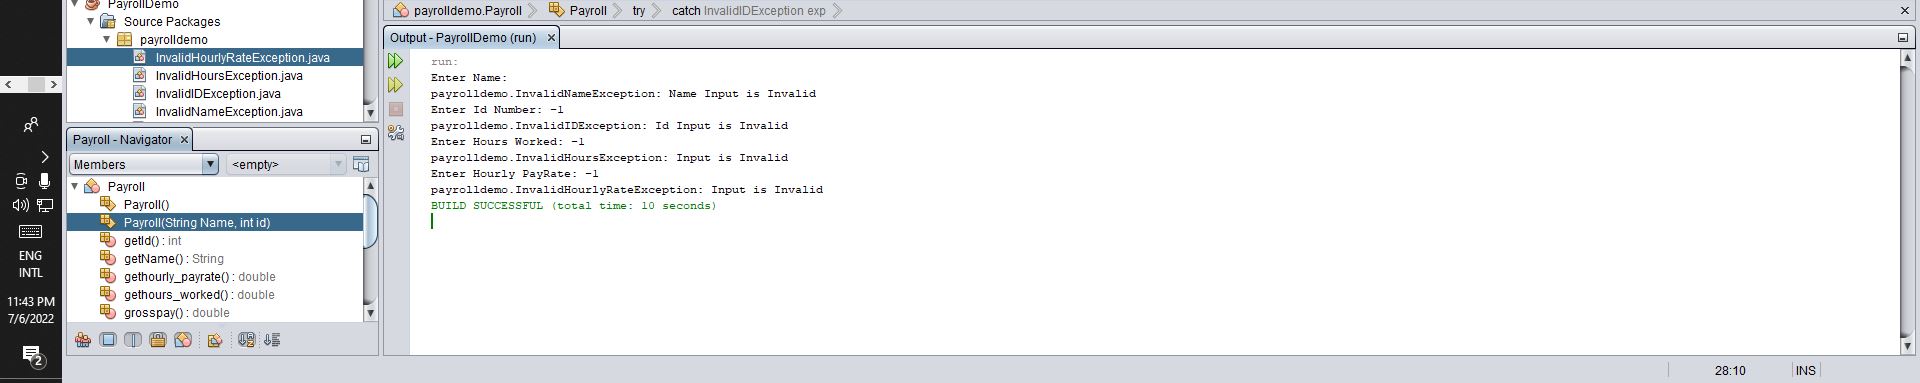 PayrollDemo
Source Packages
payrolldemo
InvalidHourlyRateException.java
InvalidHoursException.java
InvalidIDException.java
InvalidNameException.java
Payroll - Navigator
Members
<empty>
Payroll
Payroll()
Payroll(String Name, int id)
getId() : int
getName() : String
gethourly_payrate() : double
gethours_worked() : double
grosspay() : double
ENG
INTL
11:43 PM
7/6/2022
2
payrolldemo.Payroll Payroll try catch InvalidIDException exp
Output - PayrollDemo (run)
run:
Enter Name:
payrolldemo.InvalidNameException: Name Input is Invalid
Enter Id Number: -1
payrolldemo.InvalidIDException: Id Input is Invalid
Enter Hours Worked: -1
payrolldemo.InvalidHoursException: Input is Invalid
Enter Hourly PayRate: -1
payrolldemo.InvalidHourlyRateException: Input is Invalid
BUILD SUCCESSFUL (total time: 10 seconds)
28:10 INS